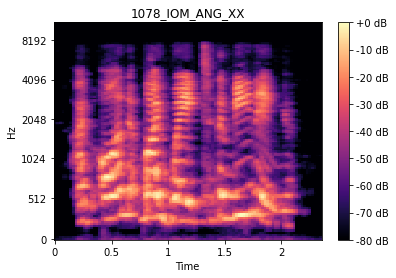 1078_IOM_ANG_XX
+0 dB
8192
-10 dB
4096
-20 dB
-30 dB
2048
Hz
-40 dB
1024
-50 dB
512
-60 dB
-70 dB
0
-80 dB
0 0.5 1 1.5 2
Time